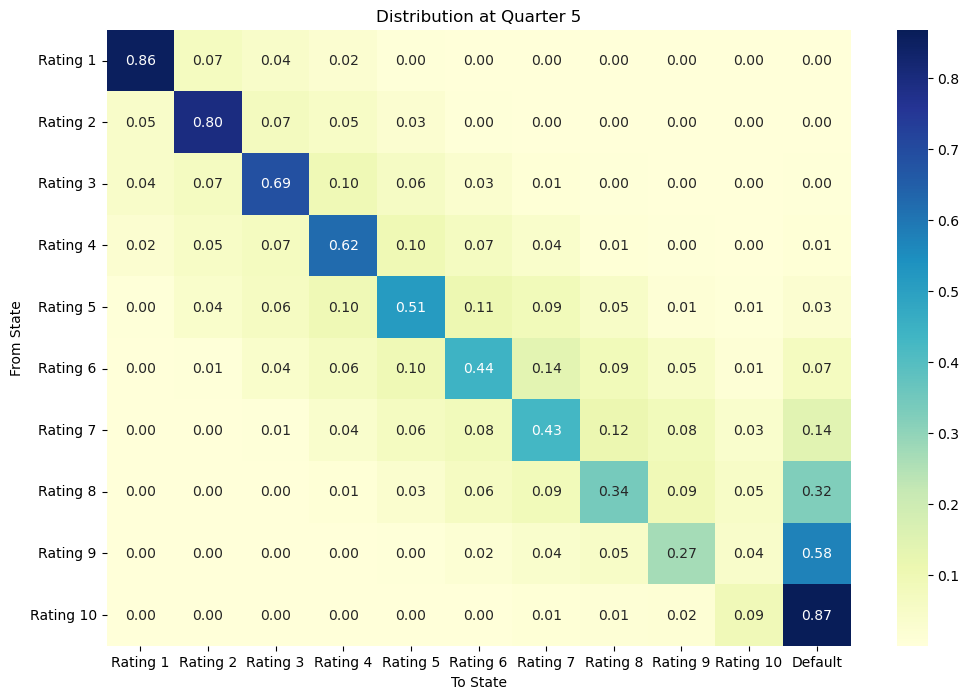 Distribution at Quarter 5
Rating 1 0.86 0.07 0.04 0.02 0.00 0.00 0.00 0.00 0.00 0.00 0.00
Rating 2 0.05 0.80 0.07 0.05 0.03 0.00 0.00 0.00 0.00 0.00 0.00
Rating 3 0.04 0.07 0.69 0.10 0.06 0.03 0.01 0.00 0.00 0.00 0.00
Rating 4 0.02 0.05 0.07 0.62 0.10 0.07 0.04 0.01 0.00 0.00 0.01
Rating 5 0.00 0.04 0.06 0.10 0.51 0.11 0.09 0.05 0.01 0.01 0.03
Rating 6 0.00 0.01 0.04 0.06 0.10 0.44 0.14 0.09 0.05 0.01 0.07
Rating 7 0.00 0.00 0.01 0.04 0.06 0.08 0.43 0.12 0.08 0.03 0.14
Rating 8 0.00 0.00 0.00 0.01 0.03 0.06 0.09 0.34 0.09 0.05 0.32
Rating 9 0.00 0.00 0.00 0.00 0.00 0.02 0.04 0.05 0.27 0.04 0.58
Rating 10 0.00 0.00 0.00 0.00 0.00 0.00 0.01 0.01 0.02 0.09 0.87
Rating 1 Rating 2 Rating 3 Rating 4 Rating 5 Rating 6 Rating 7 Rating 8 Rating 9 Rating 10 Default
To State
From State
0.8
0.7
0.6
0.5
0.4
0.3
0.2
0.1